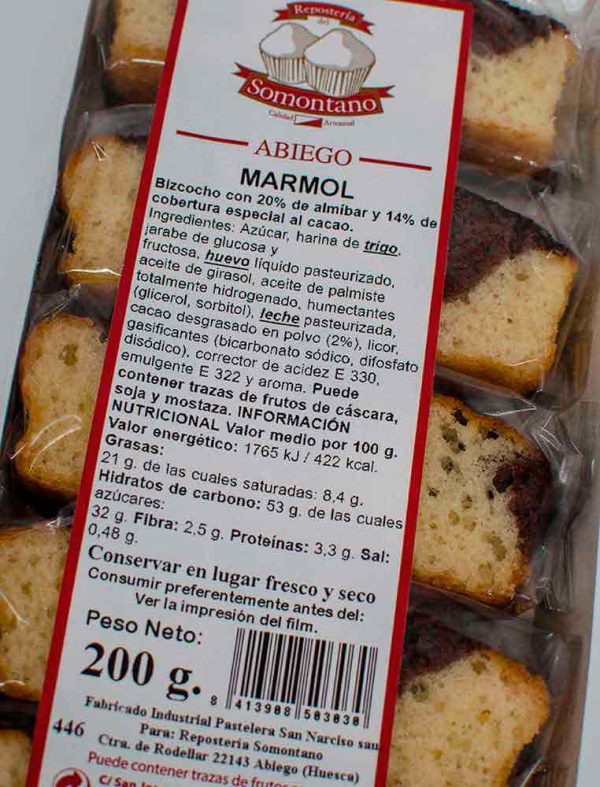 Repostería
del
Somontano
Calidad Artesanal
ABIEGO
MARMOL
Bizcocho con 20% de almíbar y 14% de
cobertura especial al cacao.
Ingredientes: Azúcar, harina de trigo,
jarabe de glucosa y
fructosa, huevo líquido pasteurizado,
aceite de girasol, aceite de palmiste
totalmente hidrogenado, humectantes
(glicerol, sorbitol), leche pasteurizada,
cacao desgrasado en polvo (2%), licor,
gasificantes (bicarbonato sódico, difosfato
disódico), corrector de acidez E 330,
emulgente E 322 y aroma. Puede
contener trazas de frutos de cáscara,
soja y mostaza. INFORMACIÓN
NUTRICIONAL Valor medio por 100 g.
Valor energético: 1765 kJ / 422 kcal.
Grasas:
21 g. de las cuales saturadas: 8,4 g.
Hidratos de carbono: 53 g. de las cuales
azúcares:
32 g. Fibra: 2,5 g. Proteínas: 3,3 g. Sal:
0,48 g.
Conservar en lugar fresco y seco
Consumir preferentemente antes del:
Ver la impresión del film.
Peso Neto:
200 g.
8 413988 503030
Fabricado Industrial Pastelera San Narciso sau
446 Para: Repostería Somontano
Ctra. de Rodellar 22143 Abiego (Huesca)
Puede contener trazas de frutos
C/ San